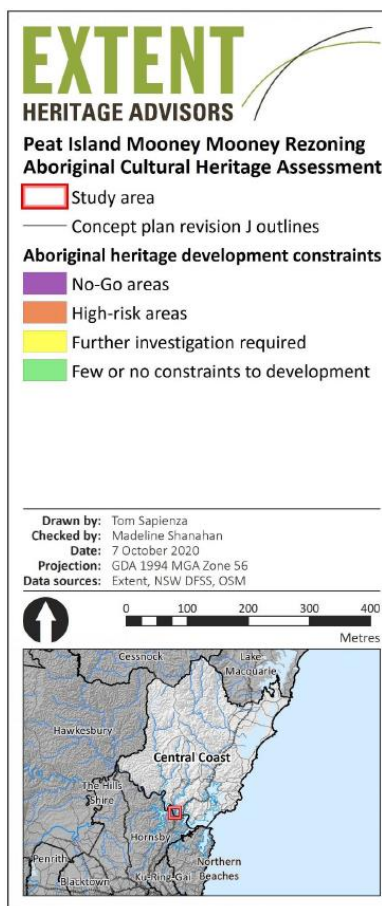 EXTENT
HERITAGE ADVISORS
Peat Island Mooney Mooney Rezoning
Aboriginal Cultural Heritage Assessment
Study area
Concept plan revision J outlines
Aboriginal heritage development constraints
No-Go areas
High-risk areas
Further investigation required
Few or no constraints to development
Drawn by: Tom Sapienza
Checked by: Madeline Shanahan
Date: 7 October 2020
Projection: GDA 1994 MGA Zone 56
Data sources: Extent, NSW DFSS, OSM
0 100 200 300 400
Metres
Cessnock
Lake
Macquarie
Hawkesbury
Central Coast
The Hills
Shire
Hornsby
Penrith
Northern
Beaches
Ku-Ring-Gai
Blacktown